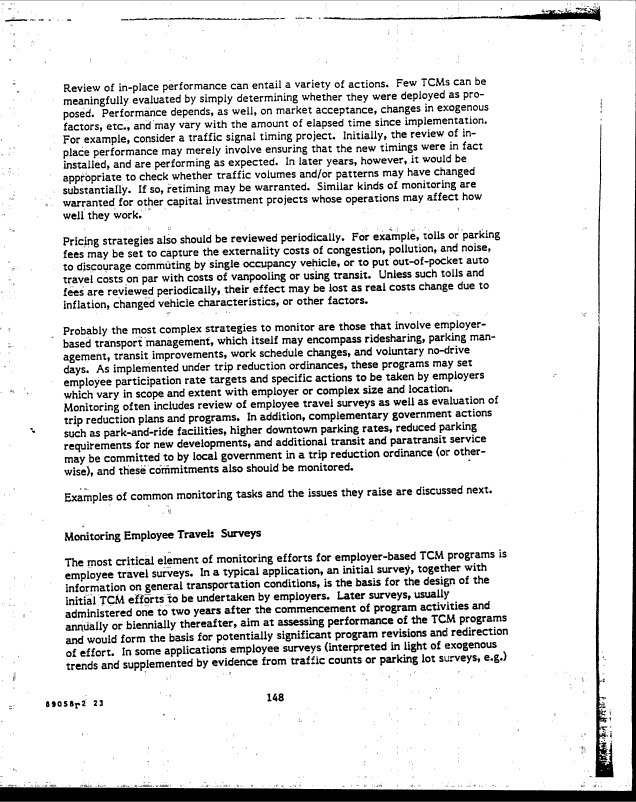 Review of in-place performance can entail a variety of actions. Few TCMs can be
meaningfully evaluated by simply determining whether they were deployed as pro-
posed. Performance depends, as well, on market acceptance, changes in exogenous
factors, etc., and may vary with the amount of elapsed time since implementation.
For example, consider a traffic signal timing project. Initially, the review of in-
place performance may merely involve ensuring that the new timings were in fact
installed, and are performing as expected. In later years, however, it would be
appropriate to check whether traffic volumes and/or patterns may have changed
substantially. If so, retiming may be warranted. Similar kinds of monitoring are
warranted for other capital investment projects whose operations may affect how
well they work.
Pricing strategies also should be reviewed periodically. For example, tolls or parking
fees may be set to capture the externality costs of congestion, pollution, and noise,
to discourage commuting by single occupancy vehicle, or to put out-of-pocket auto
travel costs on par with costs of vanpooling or using transit. Unless such tolls and
fees are reviewed periodically, their effect may be lost as real costs change due to
inflation, changed vehicle characteristics, or other factors.
Probably the most complex strategies to monitor are those that involve employer-
based transport management, which itself may encompass ridesharing, parking man-
agement, transit improvements, work schedule changes, and voluntary no-drive
days. As implemented under trip reduction ordinances, these programs may set
employee participation rate targets and specific actions to be taken by employers
which vary in scope and extent with employer or complex size and location.
Monitoring often includes review of employee travel surveys as well as evaluation of
trip reduction plans and programs. In addition, complementary government actions
such as park-and-ride facilities, higher downtown parking rates, reduced parking
requirements for new developments, and additional transit and paratransit service
may be committed to by local government in a trip reduction ordinance (or other-
wise), and these commitments also should be monitored.
Examples of common monitoring tasks and the issues they raise are discussed next.
Monitoring Employee Travel: Surveys
The most critical element of monitoring efforts for employer-based TCM programs is
employee travel surveys. In a typical application, an initial survey, together with
information on general transportation conditions, is the basis for the design of the
initial TCM efforts to be undertaken by employers. Later surveys, usually
administered one to two years after the commencement of program activities and
annually or biennially thereafter, aim at assessing performance of the TCM programs
and would form the basis for potentially significant program revisions and redirection
of effort. In some applications employee surveys (interpreted in light of exogenous
trends and supplemented by evidence from traffic counts or parking lot surveys, e.g.)
148
89058r2 23